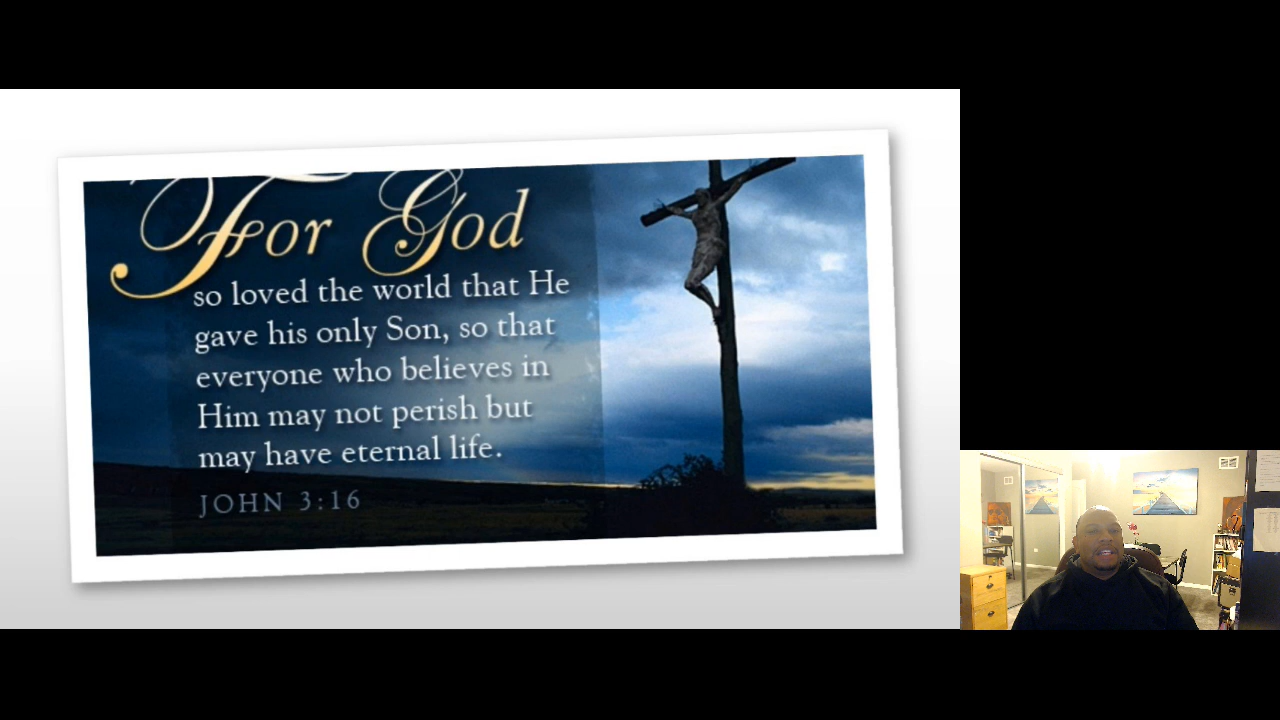 For God
so loved the world that He
gave his only Son, so that
everyone who believes in
Him may not perish but
may have eternal life.
JOHN 3:16